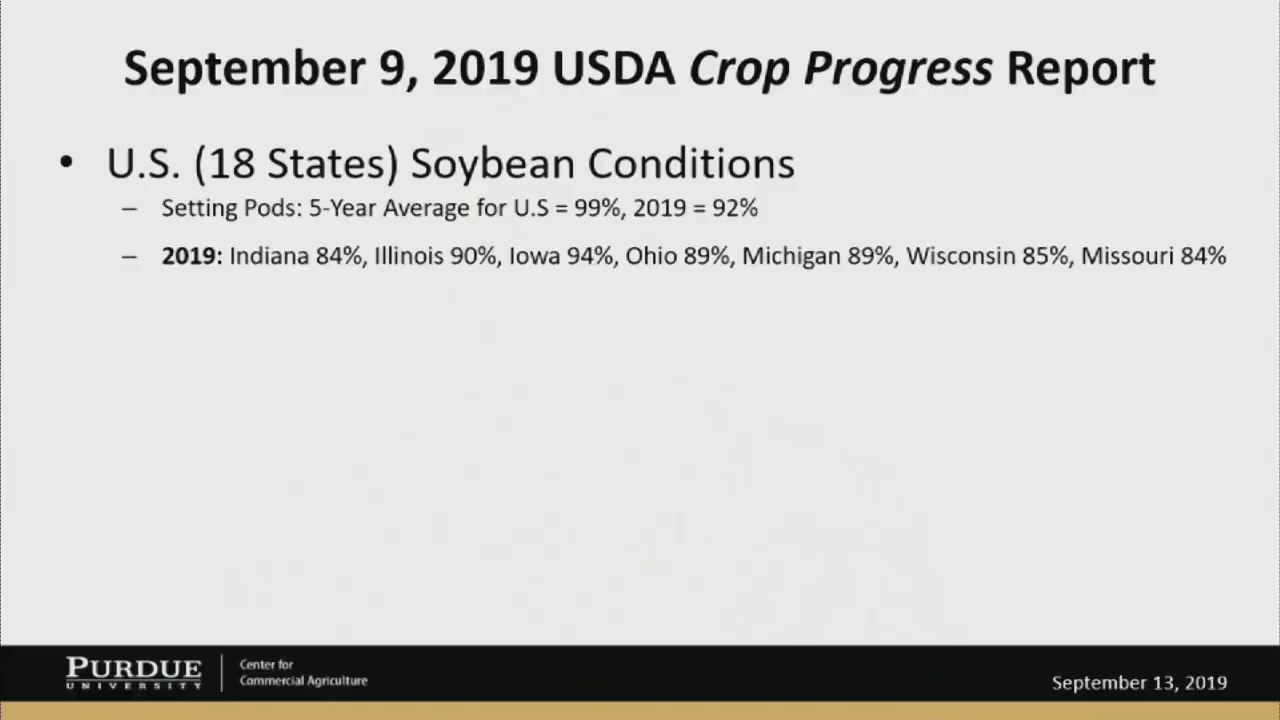 September 9, 2019 USDA Crop Progress Report
• U.S. (18 States) Soybean Conditions
– Setting Pods: 5-Year Average for U.S = 99%, 2019 = 92%
– 2019: Indiana 84%, Illinois 90%, Iowa 94%, Ohio 89%, Michigan 89%, Wisconsin 85%, Missouri 84%
PURDUE
UNIVERSITY
Center for
Commercial Agriculture
September 13, 2019